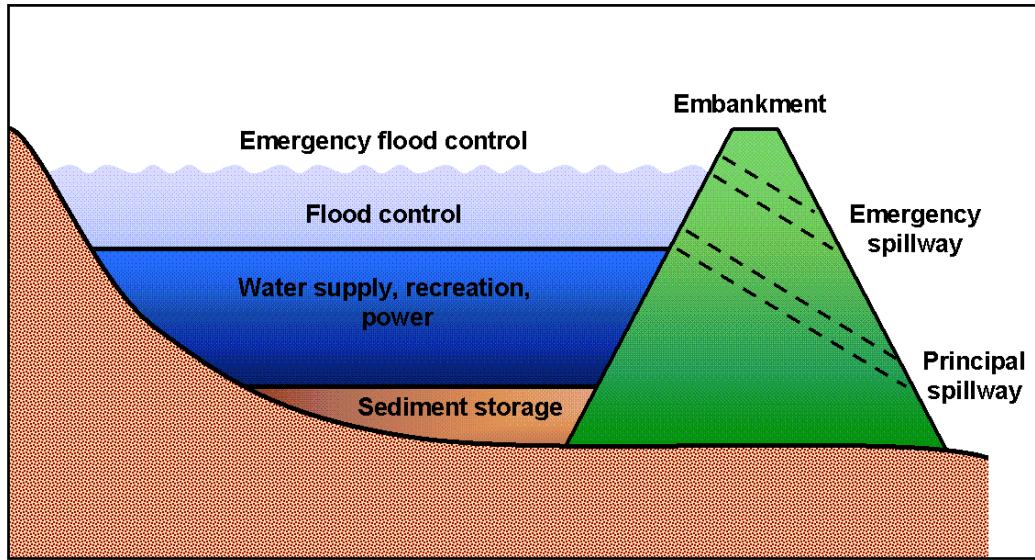 Embankment
Emergency flood control
Flood control
Emergency
spillway
Water supply, recreation,
power
Principal
spillway
Sediment storage